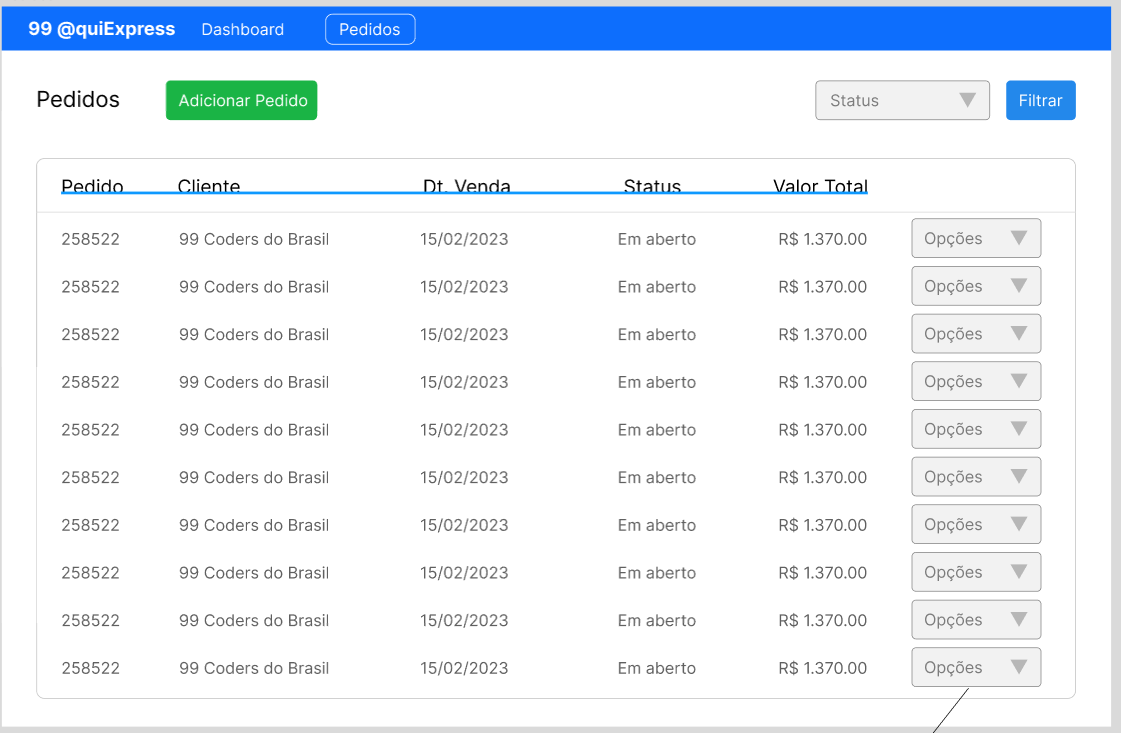 99 @quiExpress Dashboard Pedidos
Pedidos Adicionar Pedido Status Filtrar
Pedido Cliente Dt. Venda Status Valor Total
258522 99 Coders do Brasil 15/02/2023 Em aberto R$ 1.370.00 Opções
258522 99 Coders do Brasil 15/02/2023 Em aberto R$ 1.370.00 Opções
258522 99 Coders do Brasil 15/02/2023 Em aberto R$ 1.370.00 Opções
258522 99 Coders do Brasil 15/02/2023 Em aberto R$ 1.370.00 Opções
258522 99 Coders do Brasil 15/02/2023 Em aberto R$ 1.370.00 Opções
258522 99 Coders do Brasil 15/02/2023 Em aberto R$ 1.370.00 Opções
258522 99 Coders do Brasil 15/02/2023 Em aberto R$ 1.370.00 Opções
258522 99 Coders do Brasil 15/02/2023 Em aberto R$ 1.370.00 Opções
258522 99 Coders do Brasil 15/02/2023 Em aberto R$ 1.370.00 Opções
258522 99 Coders do Brasil 15/02/2023 Em aberto R$ 1.370.00 Opções